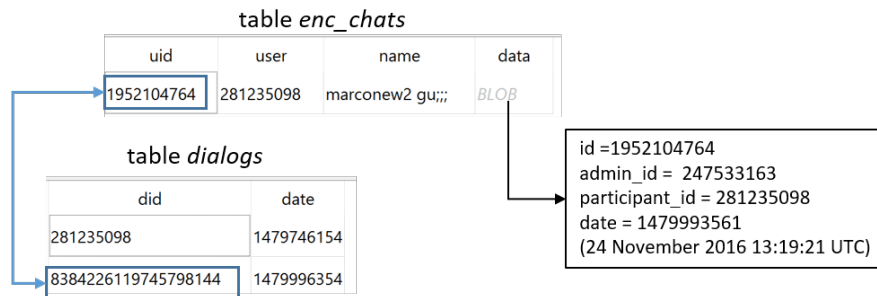 table enc_chats
uid user name data
1952104764 281235098 marconew2 gu;;; BLOB
table dialogs
did date
281235098 1479746154
8384226119745798144 1479996354
id =1952104764
admin_id = 247533163
participant_id = 281235098
date = 1479993561
(24 November 2016 13:19:21 UTC)